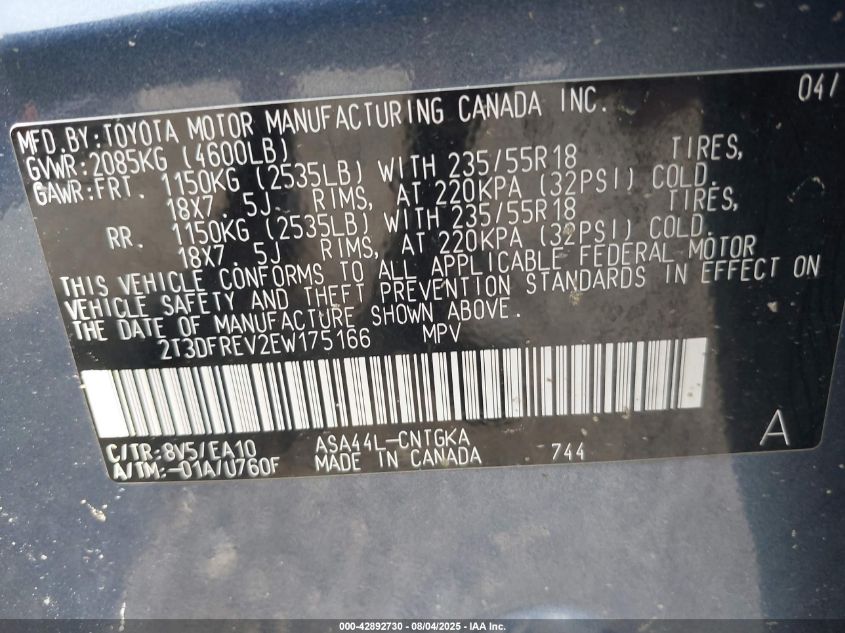 04/
MFD.BY:TOYOTA MOTOR MANUFACTURING CANADA INC.
GVWR:2085KG (4600LB)
GAWR:FRT. 1150KG (2535LB) WITH 235/55R18 TIRES,
18X7. 5J RIMS, AT 220KPA (32PSI) COLD.
RR. 1150KG (2535LB) WITH 235/55R18 TIRES,
18X7. 5J RIMS, AT 220KPA (32PSI) COLD.
THIS VEHICLE CONFORMS TO ALL APPLICABLE FEDERAL MOTOR
VEHICLE SAFETY AND THEFT PREVENTION STANDARDS IN EFFECT ON
THE DATE OF MANUFACTURE SHOWN ABOVE.
2T3DFREV2EW175166 MPV
C/TR:8V5/EA10 ASA44L-CNTGKA
A/TM:-01A/U760F MADE IN CANADA 744 A
000-42892730 - 08/04/2025 - IAA Inc.